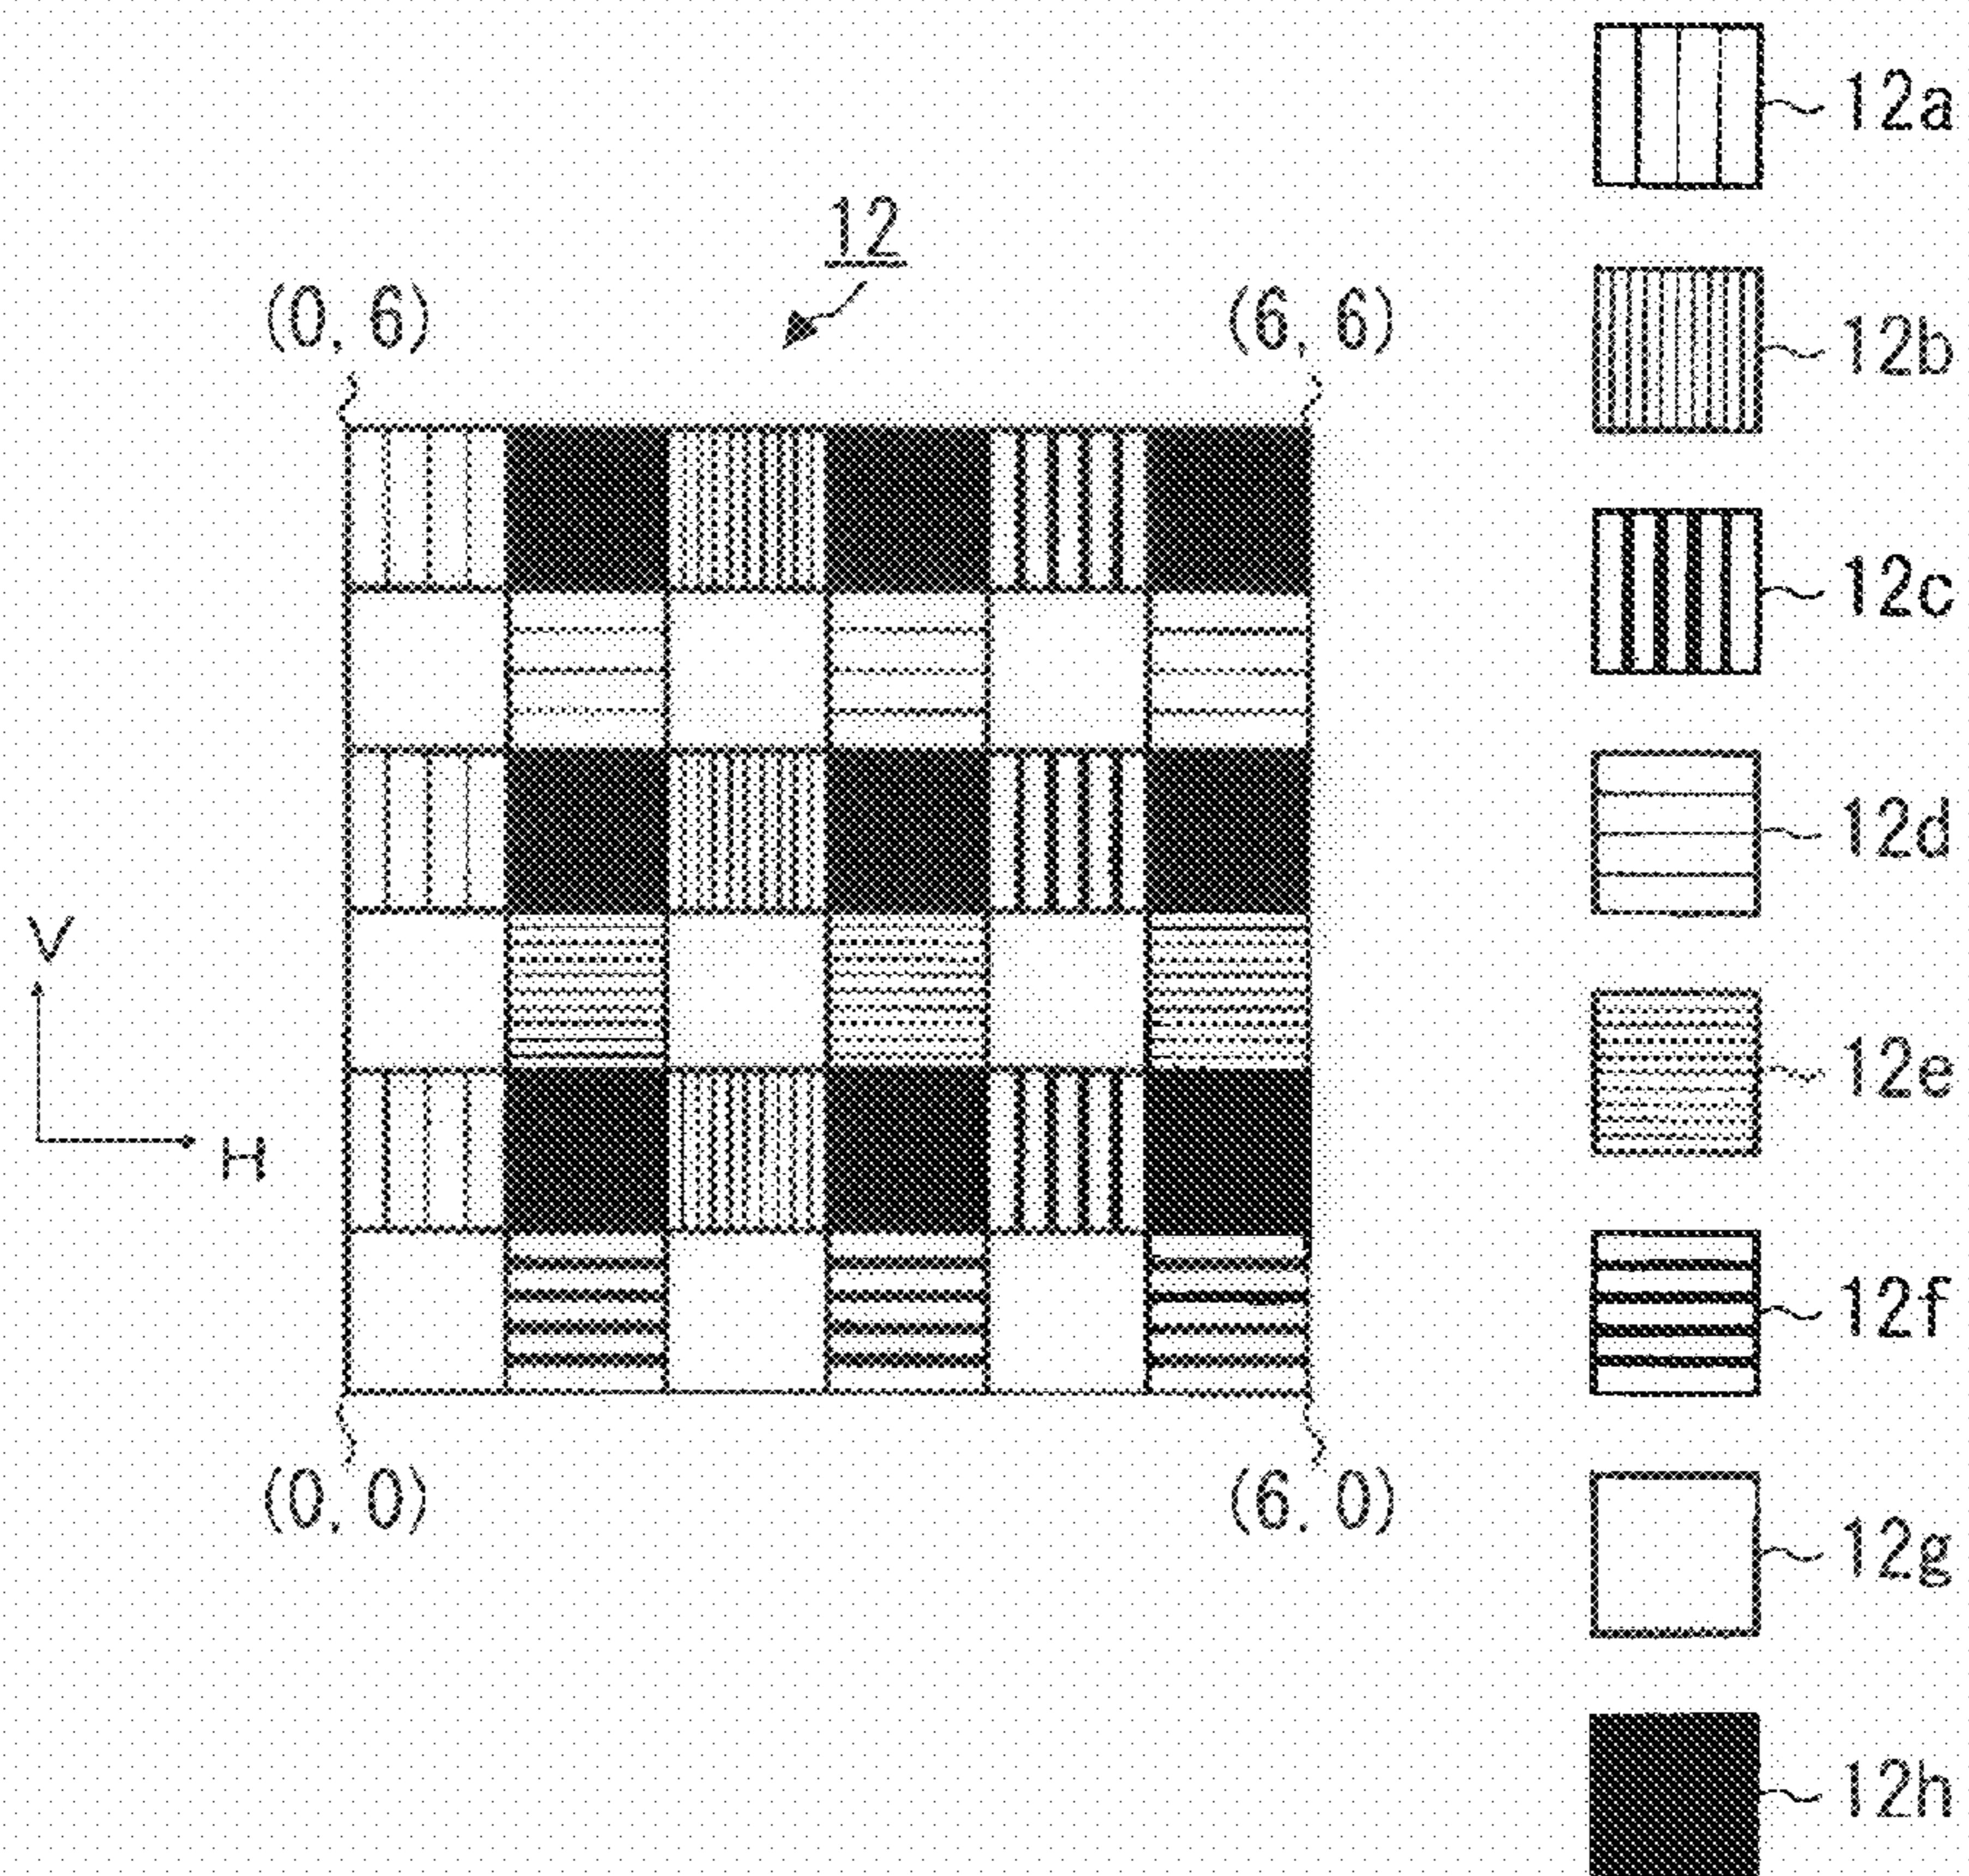 12
(0, 6)
(6, 6)
V
H
(0, 0)
(6, 0)
12a
12b
12c
12d
12e
12f
12g
12h